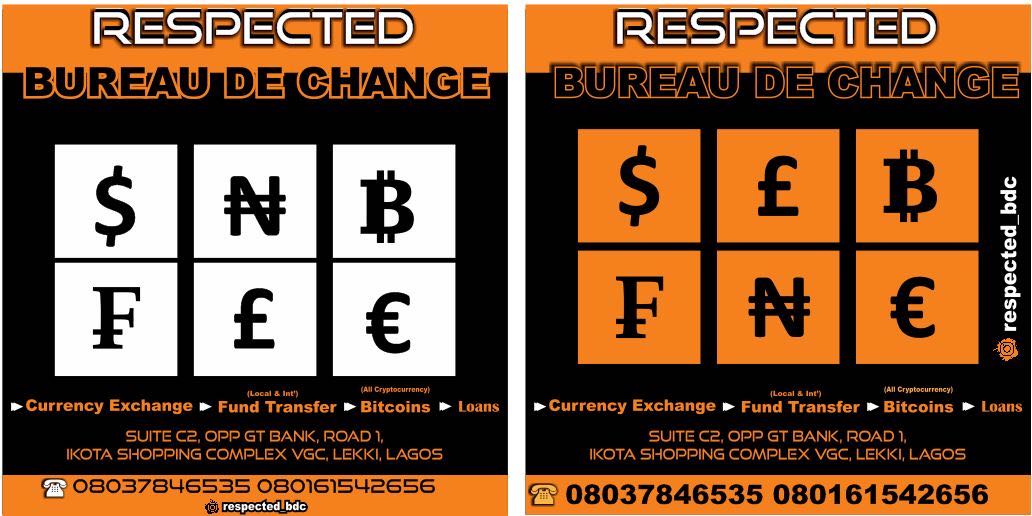 RESPECTED
BUREAU DE CHANGE
$ ₦ ₿
₣ £ €
(Local & Int') (All Cryptocurrency)
Currency Exchange Fund Transfer Bitcoins Loans
SUITE C2, OPP GT BANK, ROAD 1,
IKOTA SHOPPING COMPLEX VGC, LEKKI, LAGOS
08037846535 080161542656
respected_bdc
RESPECTED
BUREAU DE CHANGE
$ £ ₿
₣ ₦ €
respected_bdc
(Local & Int') (All Cryptocurrency)
Currency Exchange Fund Transfer Bitcoins Loans
SUITE C2, OPP GT BANK, ROAD 1,
IKOTA SHOPPING COMPLEX VGC, LEKKI, LAGOS
08037846535 080161542656